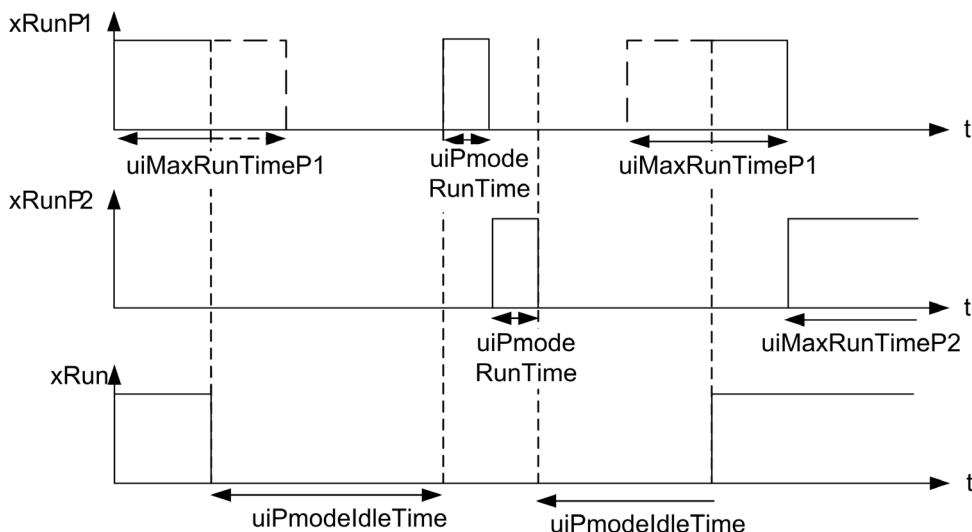 xRunP1
t
uiMaxRunTimeP1
uiPmode
RunTime
uiMaxRunTimeP1
xRunP2
t
uiPmode
RunTime
uiMaxRunTimeP2
xRun
t
uiPmodeIdleTime
uiPmodeIdleTime